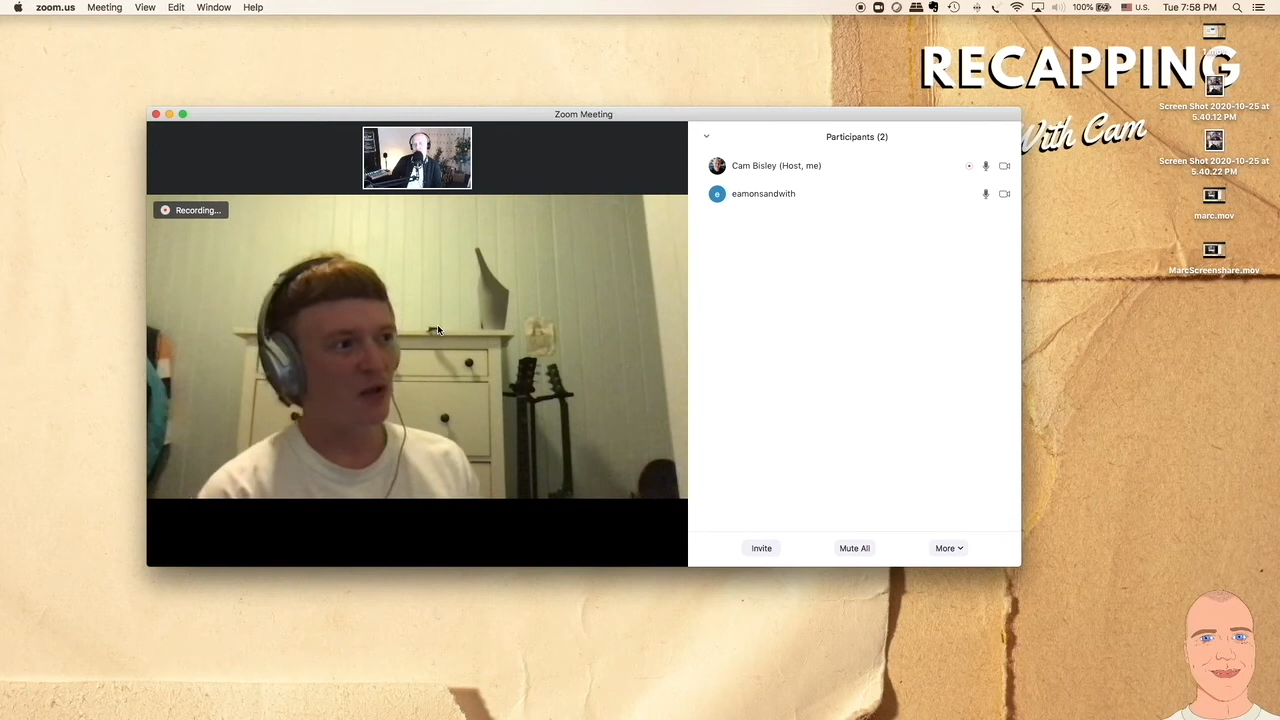 zoom.us Meeting View Edit Window Help
100% U.S. Tue 7:58 PM
RECAPPING
With Cam
Screen Shot 2020-10-25 at
5.40.12 PM
Screen Shot 2020-10-25 at
5.40.22 PM
marc.mov
MarcScreenshare.mov
Zoom Meeting
Recording...
Participants (2)
Cam Bisley (Host, me)
e eamonsandwith
Invite Mute All More